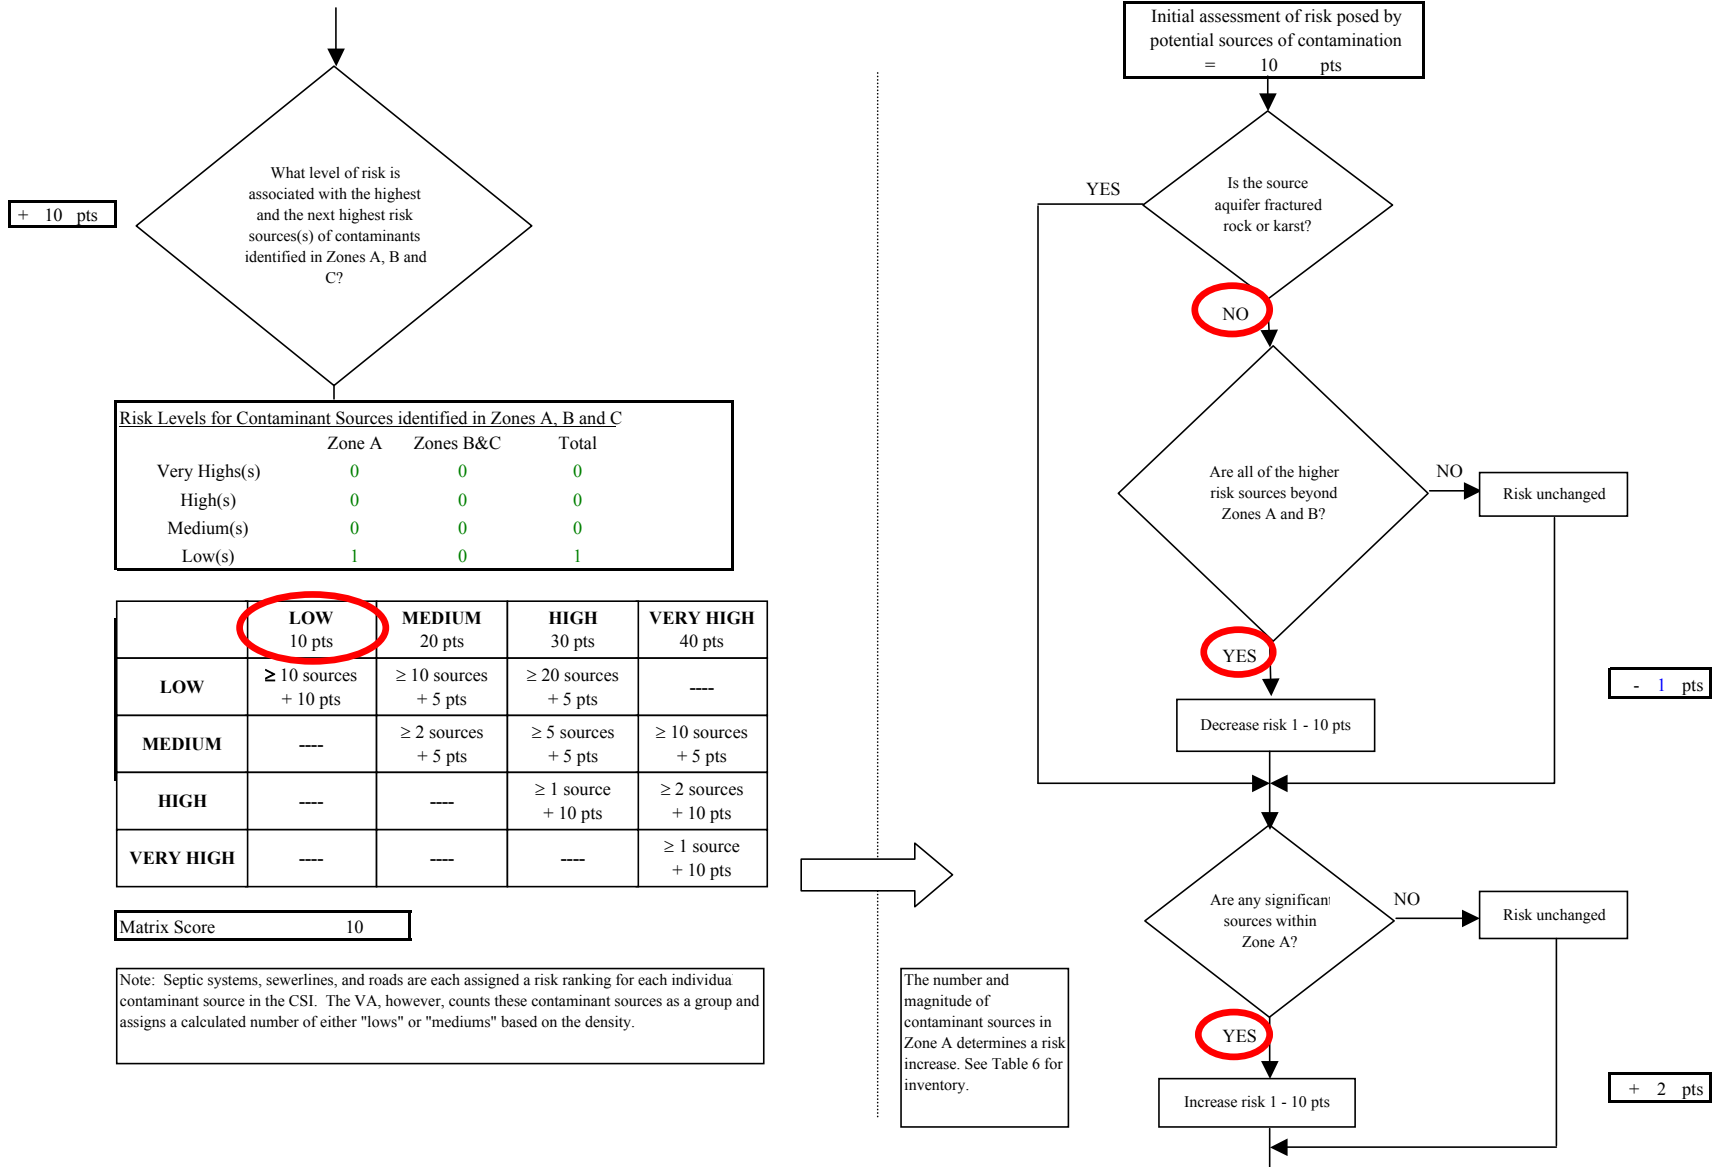 + 10 pts
What level of risk is
associated with the highest
and the next highest risk
sources(s) of contaminants
identified in Zones A, B and
C?
Risk Levels for Contaminant Sources identified in Zones A, B and C
Zone A Zones B&C Total
Very Highs(s) 0 0 0
High(s) 0 0 0
Medium(s) 0 0 0
Low(s) 1 0 1
LOW MEDIUM HIGH VERY HIGH
10 pts 20 pts 30 pts 40 pts
LOW ≥ 10 sources ≥ 10 sources ≥ 20 sources ----
+ 10 pts + 5 pts + 5 pts
MEDIUM ---- ≥ 2 sources ≥ 5 sources ≥ 10 sources
+ 5 pts + 5 pts + 5 pts
HIGH ---- ---- ≥ 1 source ≥ 2 sources
+ 10 pts + 10 pts
VERY HIGH ---- ---- ---- ≥ 1 source
+ 10 pts
Matrix Score 10
Note: Septic systems, sewerlines, and roads are each assigned a risk ranking for each individua
contaminant source in the CSI. The VA, however, counts these contaminant sources as a group and
assigns a calculated number of either "lows" or "mediums" based on the density.
Initial assessment of risk posed by
potential sources of contamination
= 10 pts
YES
Is the source
aquifer fractured
rock or karst?
NO
Are all of the higher
risk sources beyond
Zones A and B?
NO
Risk unchanged
YES
- 1 pts
Decrease risk 1 - 10 pts
Are any significant
sources within
Zone A?
NO
Risk unchanged
The number and
magnitude of
contaminant sources in
Zone A determines a risk
increase. See Table 6 for
inventory.
YES
+ 2 pts
Increase risk 1 - 10 pts